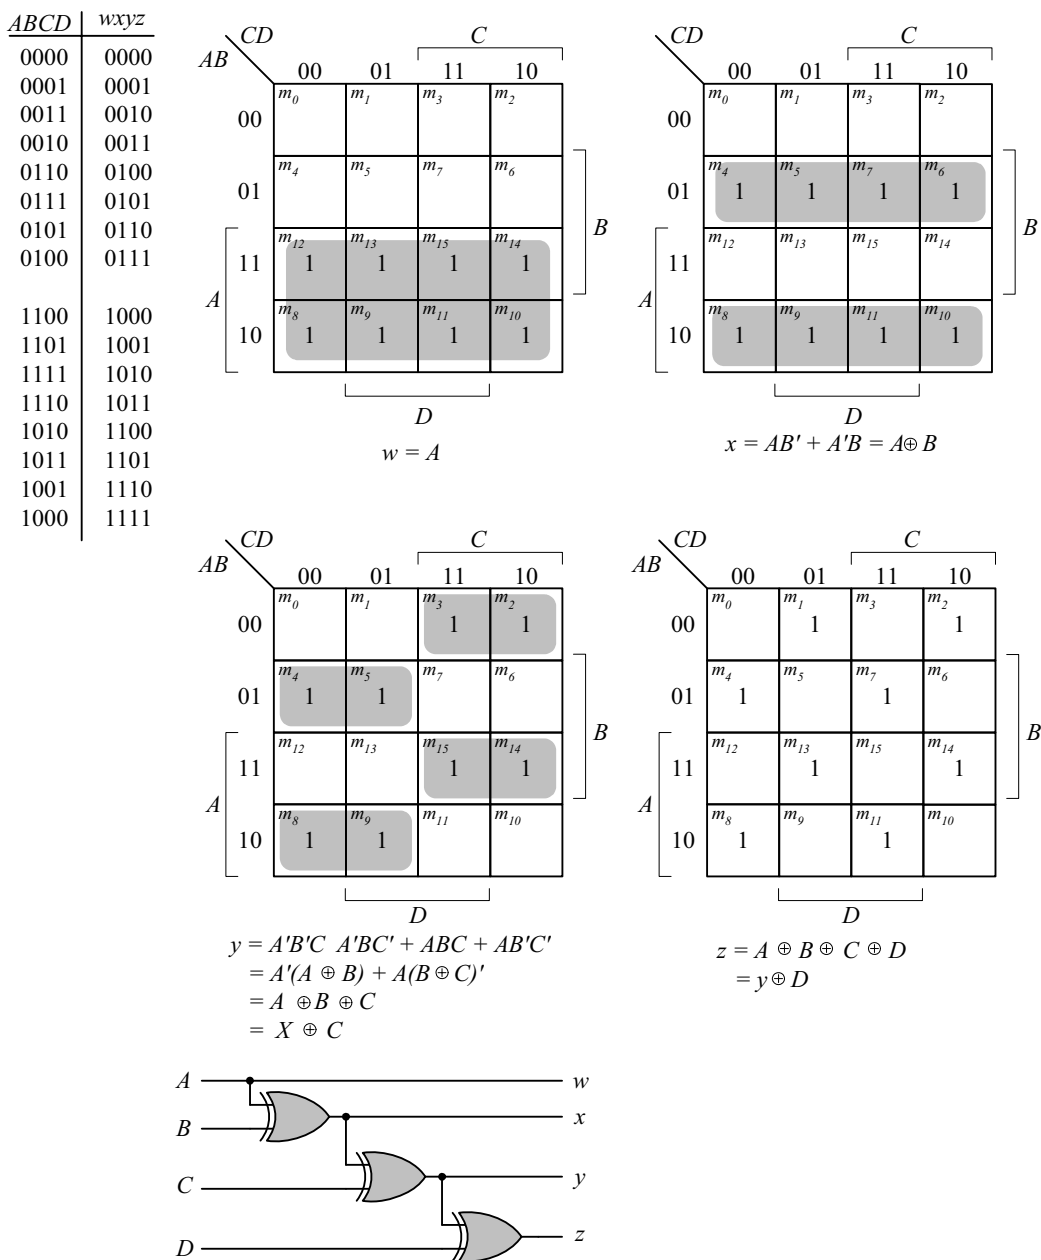 ABCD wxyz
0000 0000
0001 0001
0011 0010
0010 0011
0110 0100
0111 0101
0101 0110
0100 0111
1100 1000
1101 1001
1111 1010
1110 1011
1010 1100
1011 1101
1001 1110
1000 1111
CD C
AB 00 01 11 10
m0 m1 m3 m2
00
m4 m5 m7 m6
01
B
m12 m13 m15 m14
11 1 1 1 1
A
m8 m9 m11 m10
10 1 1 1 1
D
w = A
CD C
AB 00 01 11 10
m0 m1 m3 m2
00
m4 m5 m7 m6
01 1 1 1 1
B
m12 m13 m15 m14
11
A
m8 m9 m11 m10
10 1 1 1 1
D
x = AB' + A'B = A⊕B
CD C
AB 00 01 11 10
m0 m1 m3 m2
00 1 1
m4 m5 m7 m6
01 1 1
B
m12 m13 m15 m14
11 1 1
A
m8 m9 m11 m10
10 1 1
D
y = A'B'C A'BC' + ABC + AB'C'
= A'(A ⊕ B) + A(B ⊕ C)'
= A ⊕B ⊕ C
= X ⊕ C
CD C
AB 00 01 11 10
m0 m1 m3 m2
00 1 1
m4 m5 m7 m6
01 1 1
B
m12 m13 m15 m14
11 1 1
A
m8 m9 m11 m10
10 1 1
D
z = A ⊕ B ⊕ C ⊕ D
= y ⊕ D
A w
B x
C y
D z